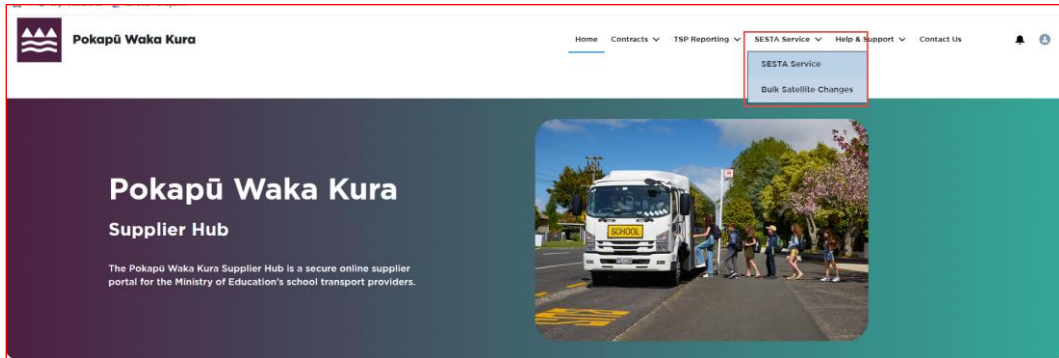 Pokapū Waka Kura
Home Contracts TSP Reporting SESTA Service Help & Support Contact Us
SESTA Service
Bulk Satellite Changes
Pokapū Waka Kura
Supplier Hub
The Pokapū Waka Kura Supplier Hub is a secure online supplier
portal for the Ministry of Education's school transport providers.
SCHOOL